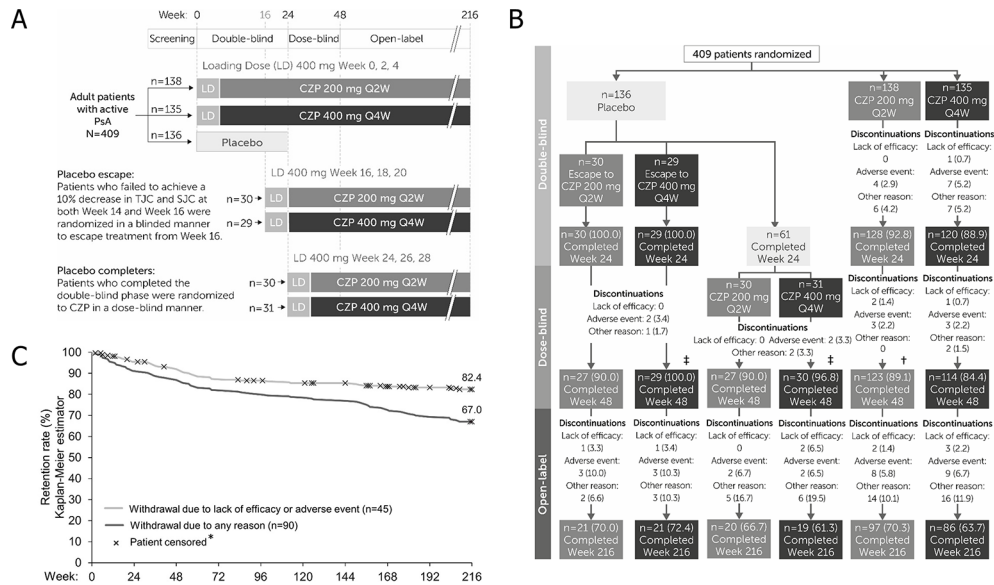 A
Week: 0 16 24 48 216
Screening Double-blind Dose-blind Open-label
Loading Dose (LD) 400 mg Week 0, 2, 4
Adult patients
with active
PsA
N=409
n=138 LD CZP 200 mg Q2W
n=135 LD CZP 400 mg Q4W
n=136 Placebo
Placebo escape:
Patients who failed to achieve a
10% decrease in TJC and SJC at
both Week 14 and Week 16 were
randomized in a blinded manner
to escape treatment from Week 16.
LD 400 mg Week 16, 18, 20
n=30 LD CZP 200 mg Q2W
n=29 LD CZP 400 mg Q4W
Placebo completers:
Patients who completed the
double-blind phase were randomized
to CZP in a dose-blind manner.
LD 400 mg Week 24, 26, 28
n=30 LD CZP 200 mg Q2W
n=31 LD CZP 400 mg Q4W
B
Double-blind
Dose-blind
Open-label
409 patients randomized
n=136
Placebo
n=138
CZP 200 mg
Q2W
n=135
CZP 400 mg
Q4W
Discontinuations
Lack of efficacy:
0
Adverse event:
4 (2.9)
Other reason:
6 (4.2)
Discontinuations
Lack of efficacy:
1 (0.7)
Adverse event:
7 (5.2)
Other reason:
7 (5.2)
n=30
Escape to
CZP 200 mg
Q2W
n=29
Escape to
CZP 400 mg
Q4W
n=30 (100.0)
Completed
Week 24
n=29 (100.0)
Completed
Week 24
n=61
Completed
Week 24
n=128 (92.8)
Completed
Week 24
n=120 (88.9)
Completed
Week 24
Discontinuations
Lack of efficacy: 0
Adverse event: 2 (3.4)
Other reason: 1 (1.7)
n=30
CZP 200 mg
Q2W
n=31
CZP 400 mg
Q4W
Discontinuations
Lack of efficacy: 0 Adverse event: 2 (3.3)
Other reason: 2 (3.3)
Discontinuations
Lack of efficacy:
2 (1.4)
Adverse event:
3 (2.2)
Other reason:
0
Discontinuations
Lack of efficacy:
1 (0.7)
Adverse event:
3 (2.2)
Other reason:
2 (1.5)
‡ ‡ †
n=27 (90.0)
Completed
Week 48
n=29 (100.0)
Completed
Week 48
n=27 (90.0)
Completed
Week 48
n=30 (96.8)
Completed
Week 48
n=123 (89.1)
Completed
Week 48
n=114 (84.4)
Completed
Week 48
Discontinuations
Lack of efficacy:
1 (3.3)
Adverse event:
3 (10.0)
Other reason:
2 (6.6)
Discontinuations
Lack of efficacy:
1 (3.4)
Adverse event:
3 (10.3)
Other reason:
3 (10.3)
Discontinuations
Lack of efficacy:
0
Adverse event:
2 (6.7)
Other reason:
5 (16.7)
Discontinuations
Lack of efficacy:
2 (6.5)
Adverse event:
2 (6.5)
Other reason:
6 (19.5)
Discontinuations
Lack of efficacy:
2 (1.4)
Adverse event:
8 (5.8)
Other reason:
14 (10.1)
Discontinuations
Lack of efficacy:
3 (2.2)
Adverse event:
9 (6.7)
Other reason:
16 (11.9)
n=21 (70.0)
Completed
Week 216
n=21 (72.4)
Completed
Week 216
n=20 (66.7)
Completed
Week 216
n=19 (61.3)
Completed
Week 216
n=97 (70.3)
Completed
Week 216
n=86 (63.7)
Completed
Week 216
C
Retention rate (%)
Kaplan-Meier estimator
100
90
80
70
60
50
40
30
20
10
0
82.4
67.0
Withdrawal due to lack of efficacy or adverse event (n=45)
Withdrawal due to any reason (n=90)
Patient censored*
Week: 0 24 48 72 96 120 144 168 192 216